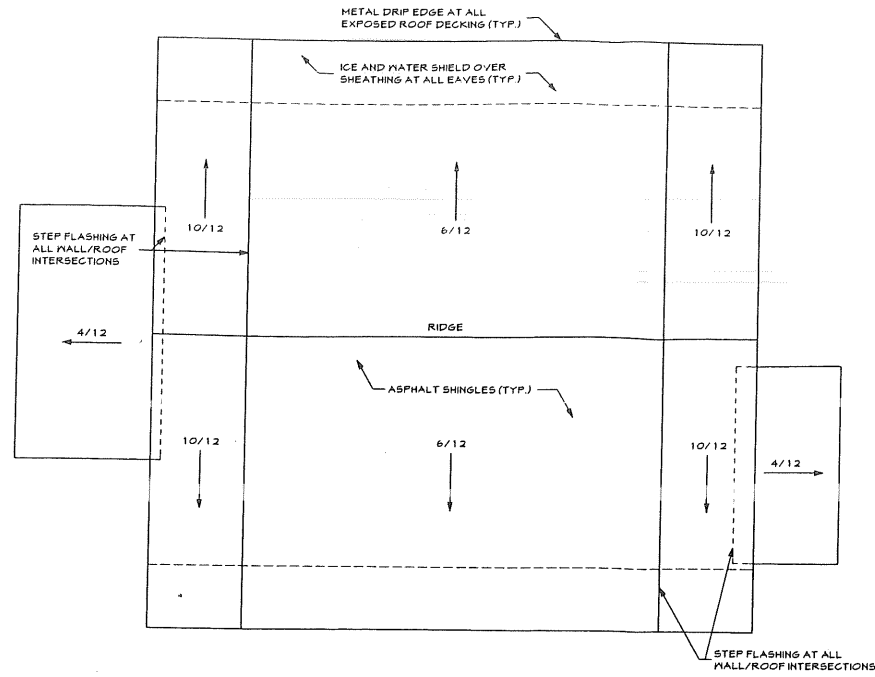 METAL DRIP EDGE AT ALL
EXPOSED ROOF DECKING (TYP.)
ICE AND WATER SHIELD OVER
SHEATHING AT ALL EAVES (TYP.)
10/12
6/12
10/12
STEP FLASHING AT
ALL WALL/ROOF
INTERSECTIONS
4/12
RIDGE
ASPHALT SHINGLES (TYP.)
10/12
6/12
10/12
4/12
STEP FLASHING AT ALL
WALL/ROOF INTERSECTIONS